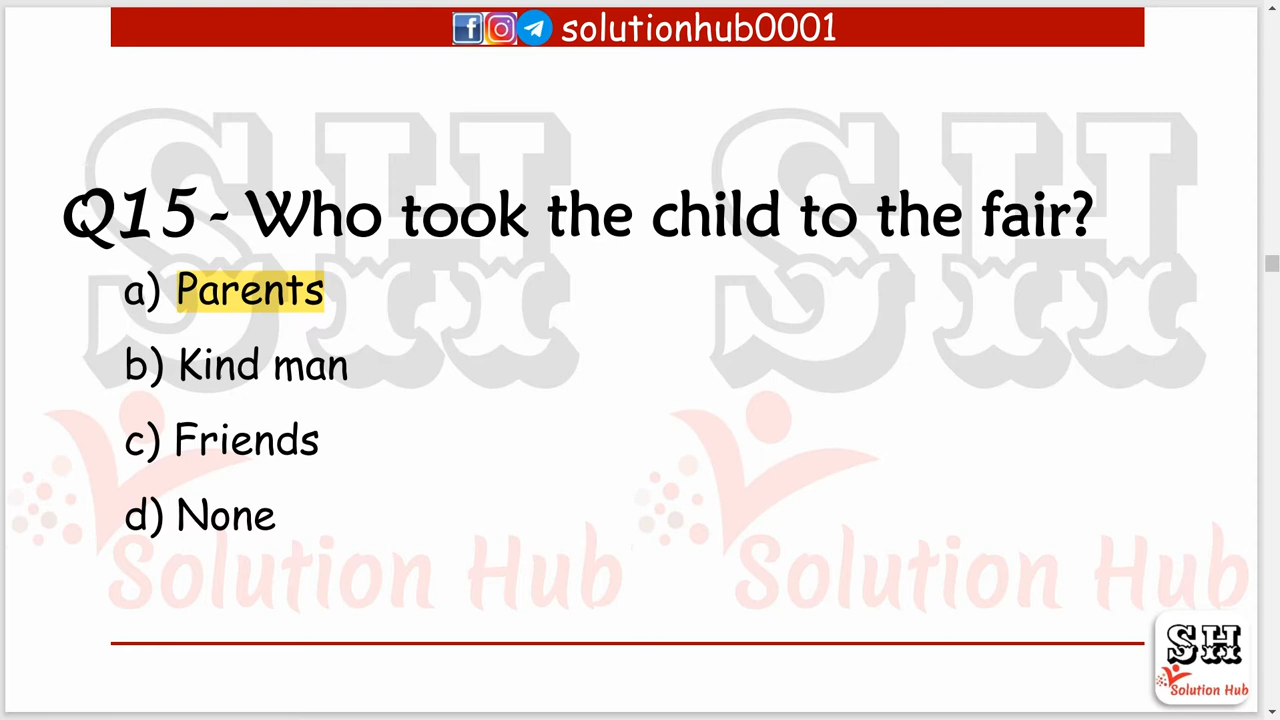 solutionhub0001
Q15- Who took the child to the fair?
a) Parents
b) Kind man
c) Friends
d) None
SH SH
Solution Hub Solution Hub
SH
Solution Hub